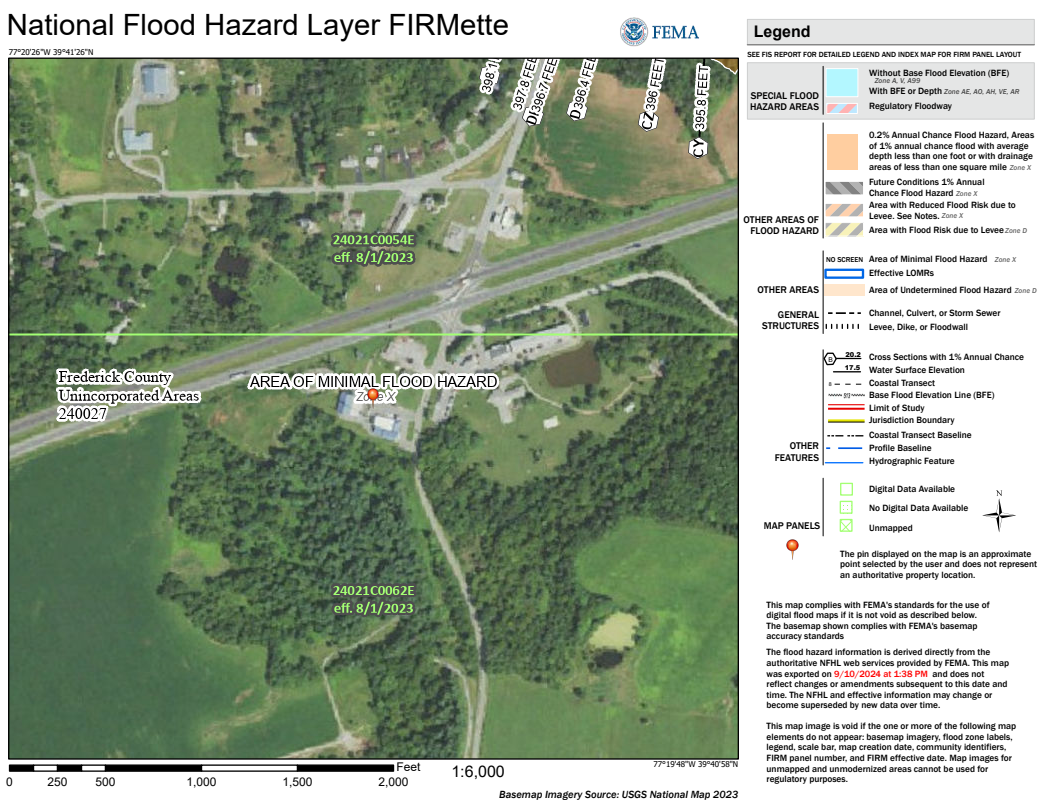 National Flood Hazard Layer FIRMette
FEMA
77°20'26"W 39°41'26"N
398.1
397.8 FEE
DI 396.7 FEE
D 396.4 FEET
CZ 396 FEET
CY 395.8 FEET
24021C0054E
eff. 8/1/2023
Frederick County
Unincorporated Areas
240027
AREA OF MINIMAL FLOOD HAZARD
Zone X
24021C0062E
eff. 8/1/2023
77°19'48"W 39°40'58"N
Feet
0 250 500 1,000 1,500 2,000
1:6,000
Basemap Imagery Source: USGS National Map 2023
Legend
SEE FIS REPORT FOR DETAILED LEGEND AND INDEX MAP FOR FIRM PANEL LAYOUT
SPECIAL FLOOD
HAZARD AREAS
Without Base Flood Elevation (BFE)
Zone A, V, A99
With BFE or Depth Zone AE, AO, AH, VE, AR
Regulatory Floodway
0.2% Annual Chance Flood Hazard, Areas
of 1% annual chance flood with average
depth less than one foot or with drainage
areas of less than one square mile Zone X
Future Conditions 1% Annual
Chance Flood Hazard Zone X
Area with Reduced Flood Risk due to
Levee. See Notes. Zone X
Area with Flood Risk due to Levee Zone D
OTHER AREAS OF
FLOOD HAZARD
NO SCREEN Area of Minimal Flood Hazard Zone X
Effective LOMRs
Area of Undetermined Flood Hazard Zone D
OTHER AREAS
Channel, Culvert, or Storm Sewer
Levee, Dike, or Floodwall
GENERAL
STRUCTURES
B 20.2 Cross Sections with 1% Annual Chance
17.5 Water Surface Elevation
8 Coastal Transect
513 Base Flood Elevation Line (BFE)
Limit of Study
Jurisdiction Boundary
Coastal Transect Baseline
Profile Baseline
Hydrographic Feature
OTHER
FEATURES
Digital Data Available
No Digital Data Available
Unmapped
MAP PANELS
N
The pin displayed on the map is an approximate
point selected by the user and does not represent
an authoritative property location.
This map complies with FEMA's standards for the use of
digital flood maps if it is not void as described below.
The basemap shown complies with FEMA's basemap
accuracy standards
The flood hazard information is derived directly from the
authoritative NFHL web services provided by FEMA. This map
was exported on 9/10/2024 at 1:38 PM and does not
reflect changes or amendments subsequent to this date and
time. The NFHL and effective information may change or
become superseded by new data over time.
This map image is void if the one or more of the following map
elements do not appear: basemap imagery, flood zone labels,
legend, scale bar, map creation date, community identifiers,
FIRM panel number, and FIRM effective date. Map images for
unmapped and unmodernized areas cannot be used for
regulatory purposes.